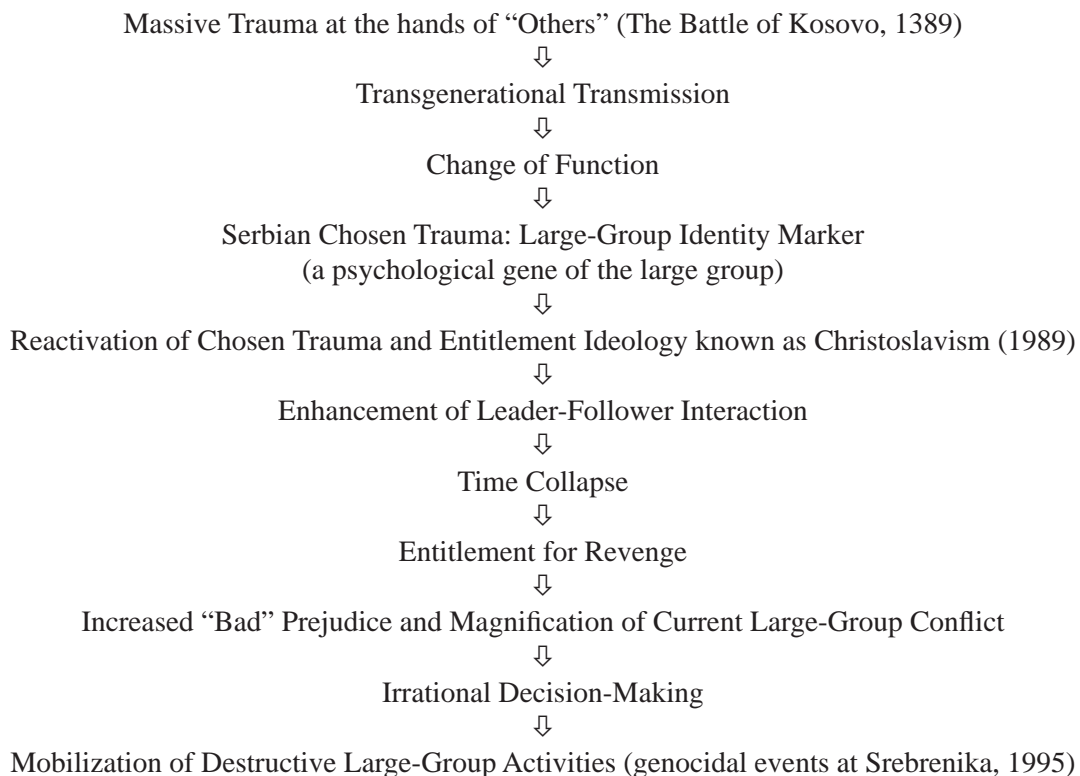 Massive Trauma at the hands of “Others” (The Battle of Kosovo, 1389)
⇩
Transgenerational Transmission
⇩
Change of Function
⇩
Serbian Chosen Trauma: Large-Group Identity Marker
(a psychological gene of the large group)
⇩
Reactivation of Chosen Trauma and Entitlement Ideology known as Christoslavism (1989)
⇩
Enhancement of Leader-Follower Interaction
⇩
Time Collapse
⇩
Entitlement for Revenge
⇩
Increased “Bad” Prejudice and Magnification of Current Large-Group Conflict
⇩
Irrational Decision-Making
⇩
Mobilization of Destructive Large-Group Activities (genocidal events at Srebrenika, 1995)